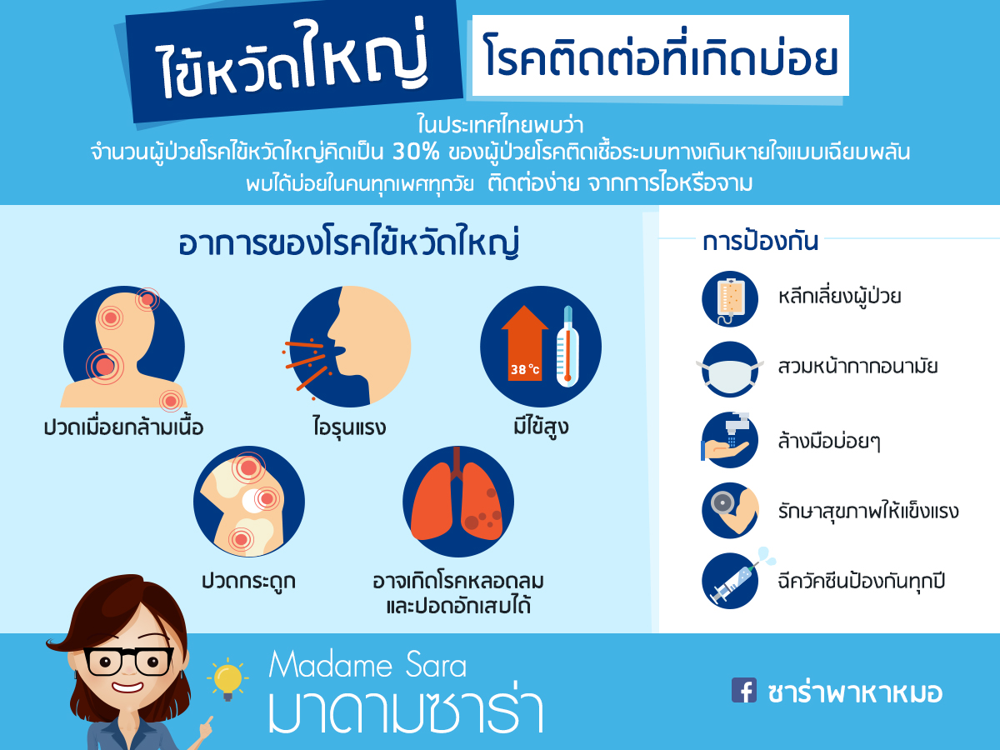 ไข้หวัดใหญ่
โรคติดต่อที่เกิดบ่อย
ในประเทศไทยพบว่า
จำนวนผู้ป่วยโรคไข้หวัดใหญ่คิดเป็น 30% ของผู้ป่วยโรคติดเชื้อระบบทางเดินหายใจแบบเฉียบพลัน
พบได้บ่อยในคนทุกเพศทุกวัย ติดต่อง่าย จากการไอหรือจาม
อาการของโรคไข้หวัดใหญ่
38 °C
ปวดเมื่อยกล้ามเนื้อ
ไอรุนแรง
มีไข้สูง
ปวดกระดูก
อาจเกิดโรคหลอดลม
และปอดอักเสบได้
การป้องกัน
หลีกเลี่ยงผู้ป่วย
สวมหน้ากากอนามัย
ล้างมือบ่อยๆ
รักษาสุขภาพให้แข็งแรง
ฉีควัคซีนป้องกันทุกปี
Madame Sara
มาดามซาร่า
f ซาร่าพาหาหมอ